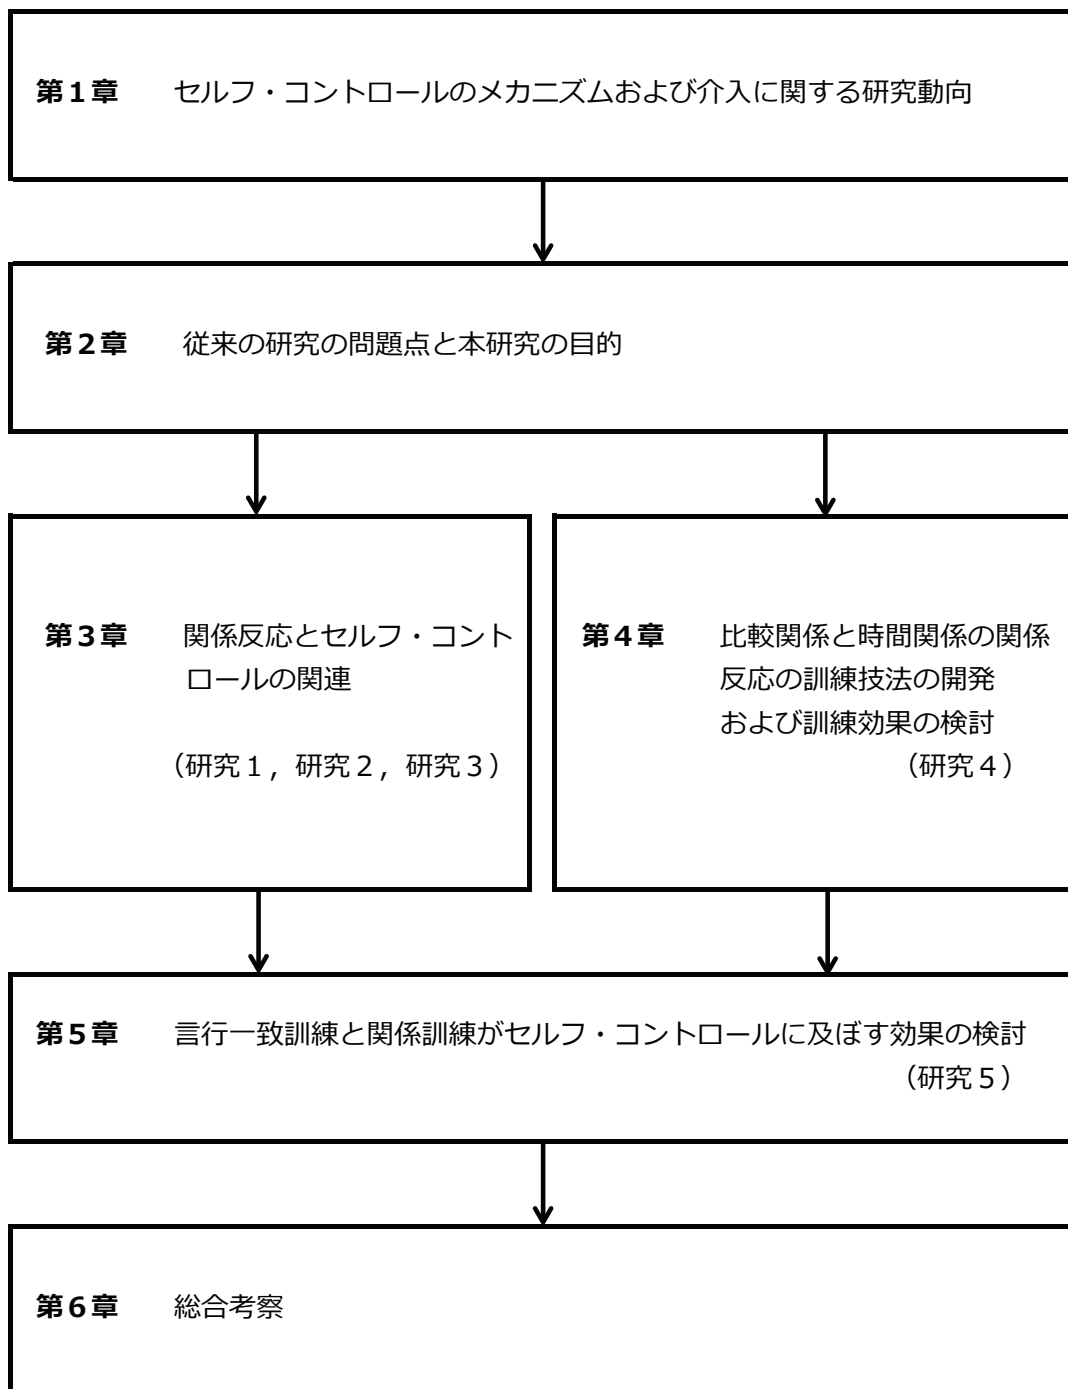 第1章 セルフ・コントロールのメカニズムおよび介入に関する研究動向
第2章 従来の研究の問題点と本研究の目的
第3章 関係反応とセルフ・コント
ロールの関連
（研究1，研究2，研究3）
第4章 比較関係と時間関係の関係
反応の訓練技法の開発
および訓練効果の検討
（研究4）
第5章 言行一致訓練と関係訓練がセルフ・コントロールに及ぼす効果の検討
（研究5）
第6章 総合考察